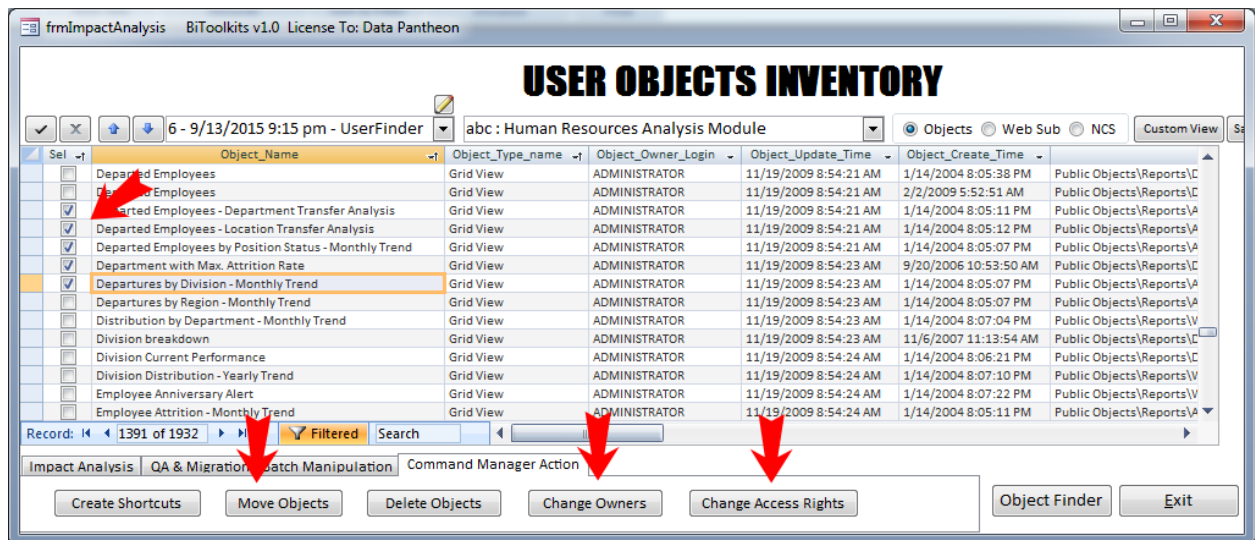 frmImpactAnalysis BiToolkits v1.0 License To: Data Pantheon
USER OBJECTS INVENTORY
6 - 9/13/2015 9:15 pm - UserFinder abc : Human Resources Analysis Module Objects Web Sub NCS Custom View Sa
Sel Object_Name Object_Type_name Object_Owner_Login Object_Update_Time Object_Create_Time
Departed Employees Grid View ADMINISTRATOR 11/19/2009 8:54:21 AM 1/14/2004 8:05:38 PM Public Objects\Reports\D
Employees Grid View ADMINISTRATOR 11/19/2009 8:54:21 AM 2/2/2009 5:52:51 AM Public Objects\Reports\D
Departed Employees - Department Transfer Analysis Grid View ADMINISTRATOR 11/19/2009 8:54:21 AM 1/14/2004 8:05:11 PM Public Objects\Reports\A
Departed Employees - Location Transfer Analysis Grid View ADMINISTRATOR 11/19/2009 8:54:21 AM 1/14/2004 8:05:12 PM Public Objects\Reports\A
Departed Employees by Position Status - Monthly Trend Grid View ADMINISTRATOR 11/19/2009 8:54:21 AM 1/14/2004 8:05:07 PM Public Objects\Reports\A
Department with Max. Attrition Rate Grid View ADMINISTRATOR 11/19/2009 8:54:23 AM 9/20/2006 10:53:50 AM Public Objects\Reports\D
Departures by Division - Monthly Trend Grid View ADMINISTRATOR 11/19/2009 8:54:23 AM 1/14/2004 8:05:07 PM Public Objects\Reports\A
Departures by Region - Monthly Trend Grid View ADMINISTRATOR 11/19/2009 8:54:23 AM 1/14/2004 8:05:07 PM Public Objects\Reports\A
Distribution by Department - Monthly Trend Grid View ADMINISTRATOR 11/19/2009 8:54:23 AM 1/14/2004 8:07:04 PM Public Objects\Reports\W
Division breakdown Grid View ADMINISTRATOR 11/19/2009 8:54:23 AM 11/6/2007 11:13:54 AM Public Objects\Reports\D
Division Current Performance Grid View ADMINISTRATOR 11/19/2009 8:54:24 AM 1/14/2004 8:06:21 PM Public Objects\Reports\D
Division Distribution - Yearly Trend Grid View ADMINISTRATOR 11/19/2009 8:54:24 AM 1/14/2004 8:07:10 PM Public Objects\Reports\W
Employee Anniversary Alert Grid View ADMINISTRATOR 11/19/2009 8:54:24 AM 1/14/2004 8:07:22 PM Public Objects\Reports\W
Employee Attrition - Monthly Trend Grid View ADMINISTRATOR 11/19/2009 8:54:24 AM 1/14/2004 8:05:11 PM Public Objects\Reports\A
Record: 1391 of 1932 Filtered Search
Impact Analysis QA & Migration Batch Manipulation Command Manager Action
Create Shortcuts Move Objects Delete Objects Change Owners Change Access Rights Object Finder Exit